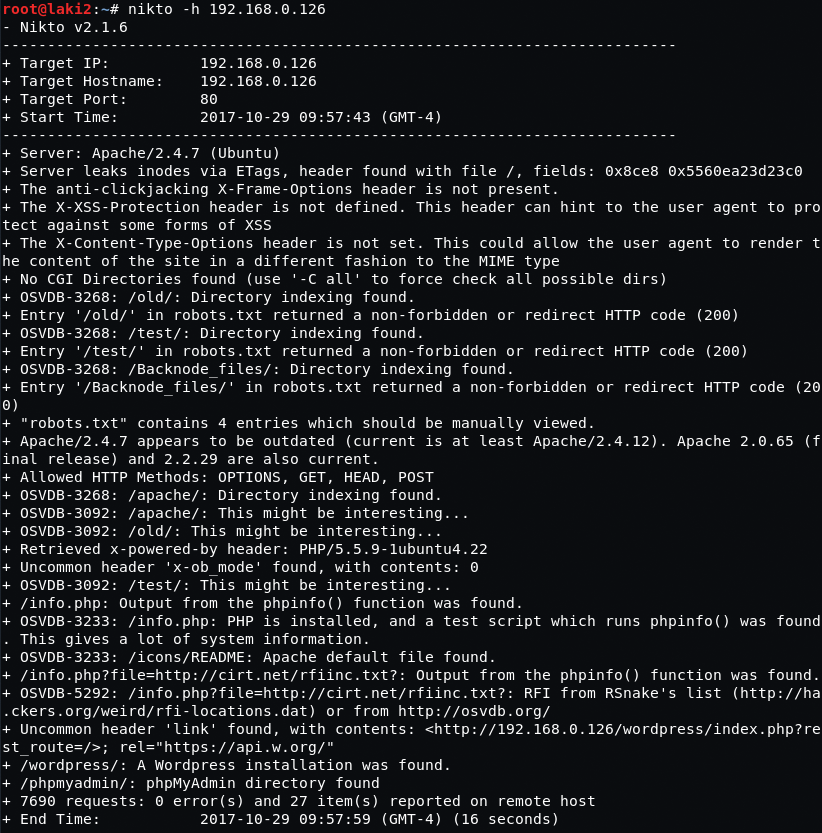 root@laki2:~# nikto -h 192.168.0.126
- Nikto v2.1.6
---------------------------------------------------------------------------
+ Target IP:          192.168.0.126
+ Target Hostname:    192.168.0.126
+ Target Port:        80
+ Start Time:         2017-10-29 09:57:43 (GMT-4)
---------------------------------------------------------------------------
+ Server: Apache/2.4.7 (Ubuntu)
+ Server leaks inodes via ETags, header found with file /, fields: 0x8ce8 0x5560ea23d23c0
+ The anti-clickjacking X-Frame-Options header is not present.
+ The X-XSS-Protection header is not defined. This header can hint to the user agent to pro
tect against some forms of XSS
+ The X-Content-Type-Options header is not set. This could allow the user agent to render t
he content of the site in a different fashion to the MIME type
+ No CGI Directories found (use '-C all' to force check all possible dirs)
+ OSVDB-3268: /old/: Directory indexing found.
+ Entry '/old/' in robots.txt returned a non-forbidden or redirect HTTP code (200)
+ OSVDB-3268: /test/: Directory indexing found.
+ Entry '/test/' in robots.txt returned a non-forbidden or redirect HTTP code (200)
+ OSVDB-3268: /Backnode_files/: Directory indexing found.
+ Entry '/Backnode_files/' in robots.txt returned a non-forbidden or redirect HTTP code (20
0)
+ "robots.txt" contains 4 entries which should be manually viewed.
+ Apache/2.4.7 appears to be outdated (current is at least Apache/2.4.12). Apache 2.0.65 (f
inal release) and 2.2.29 are also current.
+ Allowed HTTP Methods: OPTIONS, GET, HEAD, POST
+ OSVDB-3268: /apache/: Directory indexing found.
+ OSVDB-3092: /apache/: This might be interesting...
+ OSVDB-3092: /old/: This might be interesting...
+ Retrieved x-powered-by header: PHP/5.5.9-1ubuntu4.22
+ Uncommon header 'x-ob_mode' found, with contents: 0
+ OSVDB-3092: /test/: This might be interesting...
+ /info.php: Output from the phpinfo() function was found.
+ OSVDB-3233: /info.php: PHP is installed, and a test script which runs phpinfo() was found
. This gives a lot of system information.
+ OSVDB-3233: /icons/README: Apache default file found.
+ /info.php?file=http://cirt.net/rfiinc.txt?: Output from the phpinfo() function was found.
+ OSVDB-5292: /info.php?file=http://cirt.net/rfiinc.txt?: RFI from RSnake's list (http://ha
.ckers.org/weird/rfi-locations.dat) or from http://osvdb.org/
+ Uncommon header 'link' found, with contents: <http://192.168.0.126/wordpress/index.php?re
st_route=/>; rel="https://api.w.org/"
+ /wordpress/: A Wordpress installation was found.
+ /phpmyadmin/: phpMyAdmin directory found
+ 7690 requests: 0 error(s) and 27 item(s) reported on remote host
+ End Time:           2017-10-29 09:57:59 (GMT-4) (16 seconds)